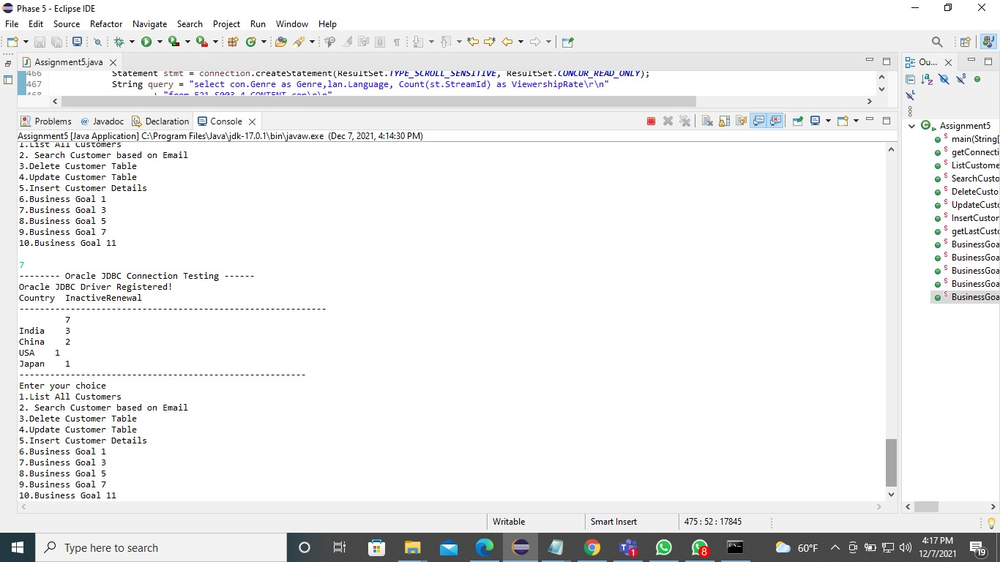 Phase 5 - Eclipse IDE
File Edit Source Refactor Navigate Search Project Run Window Help
Assignment5.java
Ou...
466 Statement stmt = connection.createStatement(ResultSet.TYPE_SCROLL_SENSITIVE, ResultSet.CONCUR_READ_ONLY);
467 String query = "select con.Genre as Genre,lan.Language, Count(st.StreamId) as ViewershipRate\r\n"
468 + "from F21_S003_4_CONTENT con\r\n"
Problems @ Javadoc Declaration Console
Assignment5 [Java Application] C:\Program Files\Java\jdk-17.0.1\bin\javaw.exe (Dec 7, 2021, 4:14:30 PM)
1.List All Customers
2. Search Customer based on Email
3.Delete Customer Table
4.Update Customer Table
5.Insert Customer Details
6.Business Goal 1
7.Business Goal 3
8.Business Goal 5
9.Business Goal 7
10.Business Goal 11
7
-------- Oracle JDBC Connection Testing ------
Oracle JDBC Driver Registered!
Country InactiveRenewal
------------------------------------------------------------
7
India 3
China 2
USA 1
Japan 1
--------------------------------------------------------
Enter your choice
1.List All Customers
2. Search Customer based on Email
3.Delete Customer Table
4.Update Customer Table
5.Insert Customer Details
6.Business Goal 1
7.Business Goal 3
8.Business Goal 5
9.Business Goal 7
10.Business Goal 11
Assignment5
S main(String[
S getConnecti
S ListCustome
S SearchCusto
S DeleteCusto
S UpdateCusto
S InsertCustor
S getLastCusto
S BusinessGoa
S BusinessGoa
S BusinessGoa
S BusinessGoa
S BusinessGoa
Writable Smart Insert 475 : 52 : 17845
Type here to search
1
8
60°F
4:17 PM
12/7/2021
19